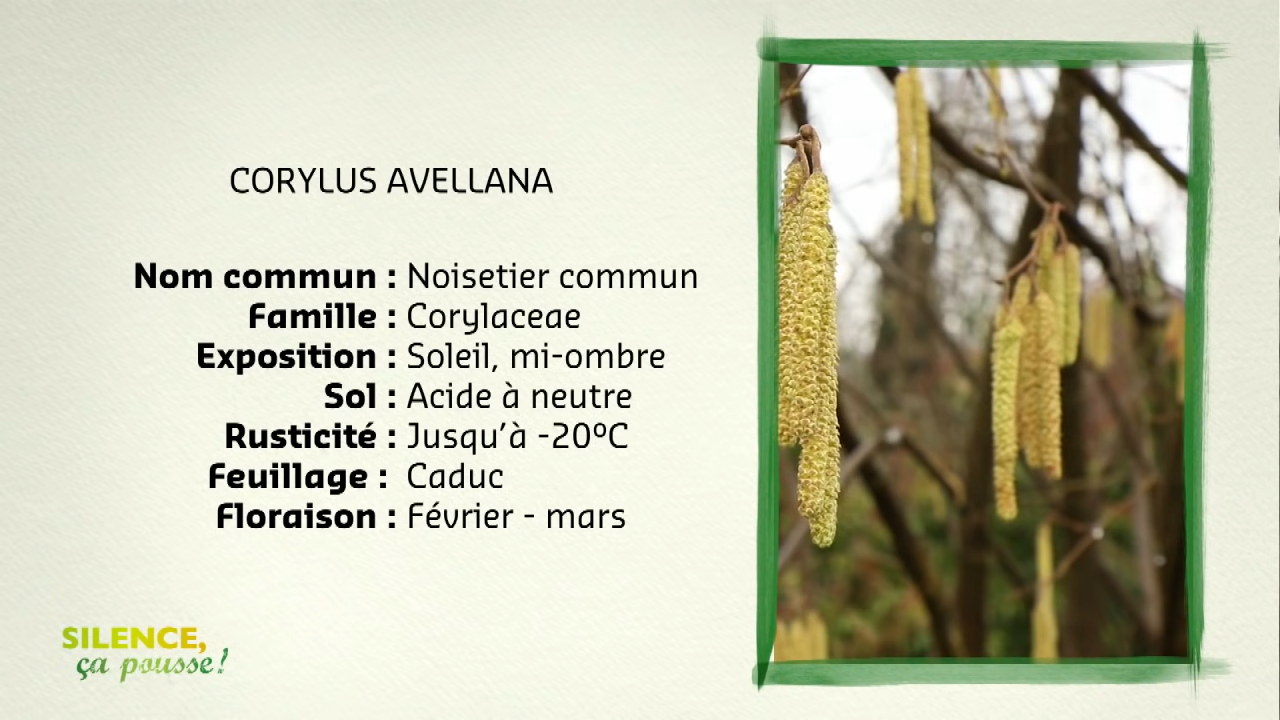 CORYLUS AVELLANA
Nom commun : Noisetier commun
Famille : Corylaceae
Exposition : Soleil, mi-ombre
Sol : Acide à neutre
Rusticité : Jusqu'à -20°C
Feuillage : Caduc
Floraison : Février - mars
SILENCE,
ça pousse!